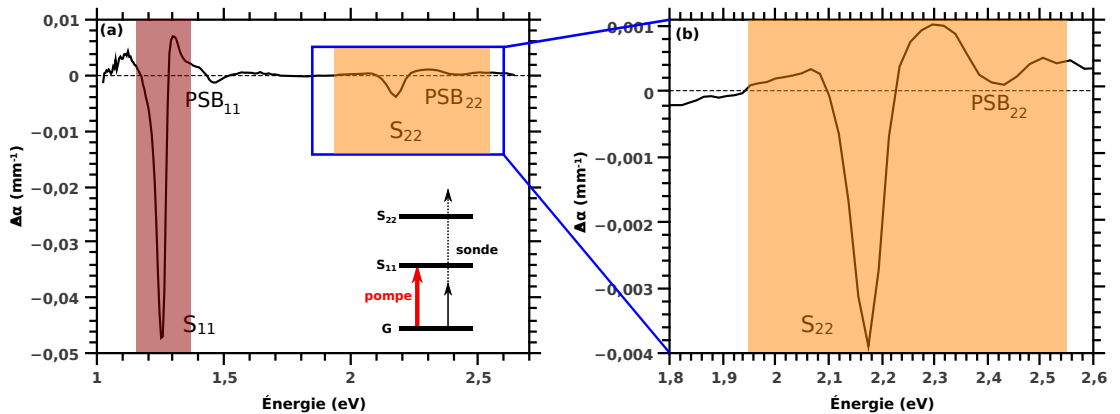 (a)
0,01
0
−0,01
−0,02
−0,03
−0,04
−0,05
Δα (mm⁻¹)
PSB₁₁
S₁₁
PSB₂₂
S₂₂
S₂₂
S₁₁
G
sonde
pompe
1
1,5
2
2,5
Énergie (eV)
(b)
0,001
0
−0,001
−0,002
−0,003
−0,004
Δα (mm⁻¹)
PSB₂₂
S₂₂
1,8
1,9
2
2,1
2,2
2,3
2,4
2,5
2,6
Énergie (eV)